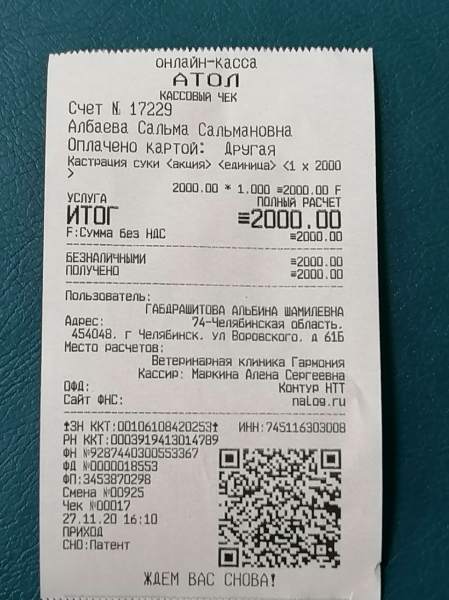 ОНЛАЙН-КАССА
АТОЛ
КАССОВЫЙ ЧЕК
Счет № 17229
Албаева Сальма Сальмановна
Оплачено картой: Другая
Кастрация суки <акция> <единица> <1 x 2000
>
2000.00 * 1.000 ≡2000.00 F
УСЛУГА ПОЛНЫЙ РАСЧЕТ
ИТОГ ≡2000.00
F:Сумма без НДС ≡2000.00
БЕЗНАЛИЧНЫМИ ≡2000.00
ПОЛУЧЕНО ≡2000.00
Пользователь:
ГАБДРАШИТОВА АЛЬБИНА ШАМИЛЕВНА
Адрес: 74-Челябинская область,
454048, г Челябинск, ул Воровского, д 61Б
Место расчетов:
Ветеринарная клиника Гармония
Кассир: Маркина Алена Сергеевна
ОФД: Контур НТТ
Сайт ФНС: nalog.ru
ЗН ККТ:00106108420253 ИНН:745116303008
РН ККТ:0003919413014789
ФН №9287440300553367
ФД №0000018553
ФП:3453870298
Смена №00925
Чек №00017
27.11.20 16:10
ПРИХОД
СНО:Патент
ЖДЕМ ВАС СНОВА!